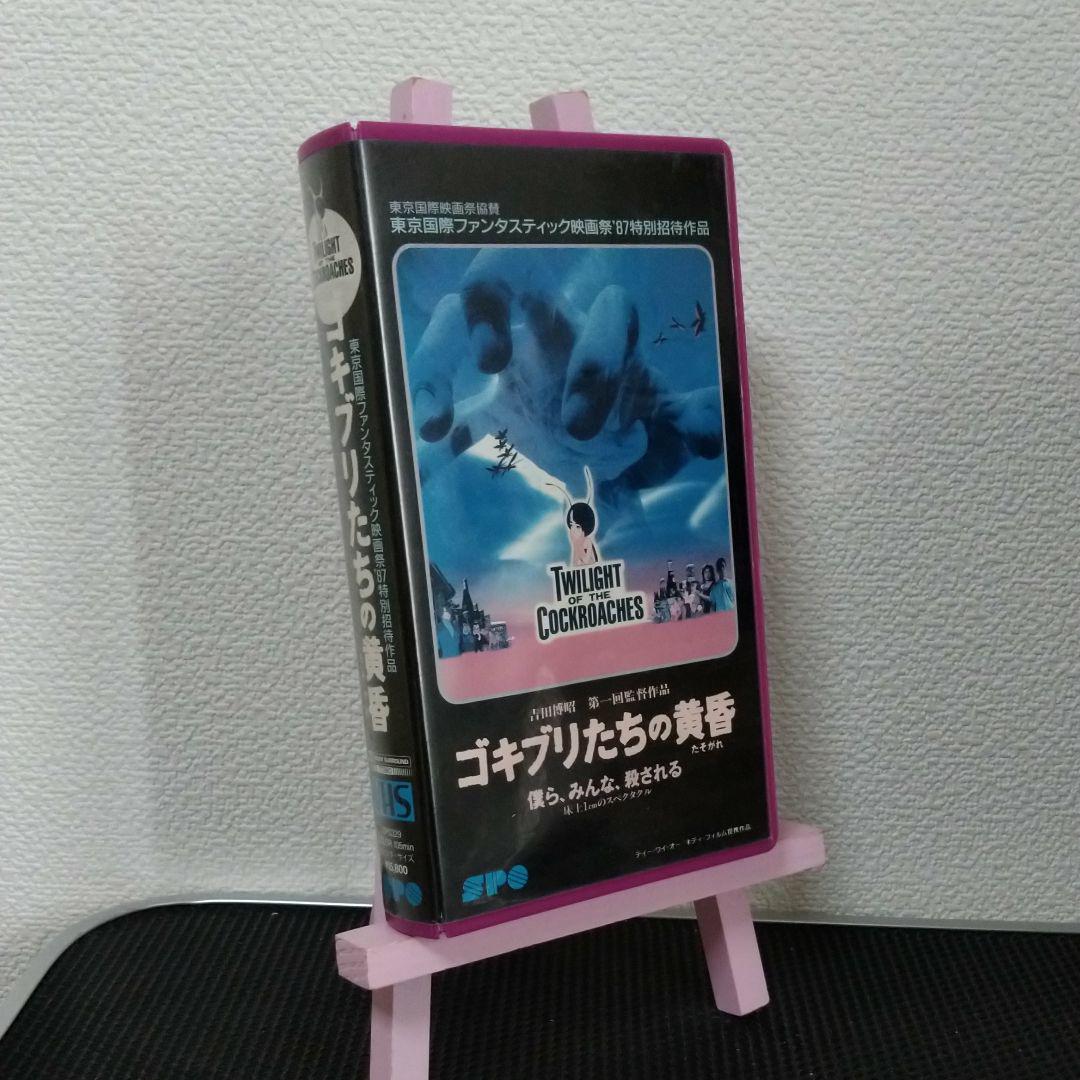 東京国際映画祭協賛
東京国際ファンタスティック映画祭'87特別招待作品
TWILIGHT
OF THE
COCKROACHES
吉田博昭 第一回監督作品
ゴキブリたちの黄昏
たそがれ
僕ら、みんな、殺される
床上1cmのスペクタクル
ティー・ワイ・オー キティ・フィルム提携作品
SPO
TWILIGHT
OF THE
COCKROACHES
ゴキブリたちの黄昏
東京国際ファンタスティック映画祭'87特別招待作品
SURROUND
VHS
105min
SPO